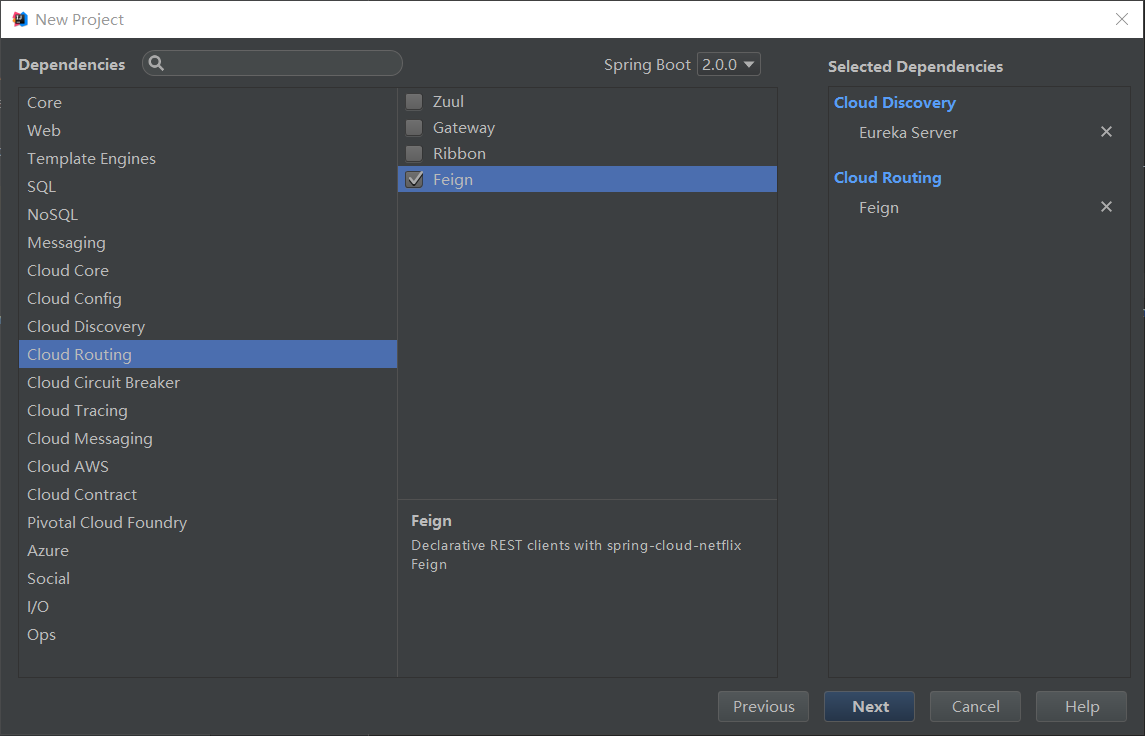 New Project
Dependencies
Spring Boot 2.0.0
Selected Dependencies
Core
Web
Template Engines
SQL
NoSQL
Messaging
Cloud Core
Cloud Config
Cloud Discovery
Cloud Routing
Cloud Circuit Breaker
Cloud Tracing
Cloud Messaging
Cloud AWS
Cloud Contract
Pivotal Cloud Foundry
Azure
Social
I/O
Ops
Zuul
Gateway
Ribbon
Feign
Feign
Declarative REST clients with spring-cloud-netflix
Feign
Cloud Discovery
Eureka Server
Cloud Routing
Feign
Previous
Next
Cancel
Help